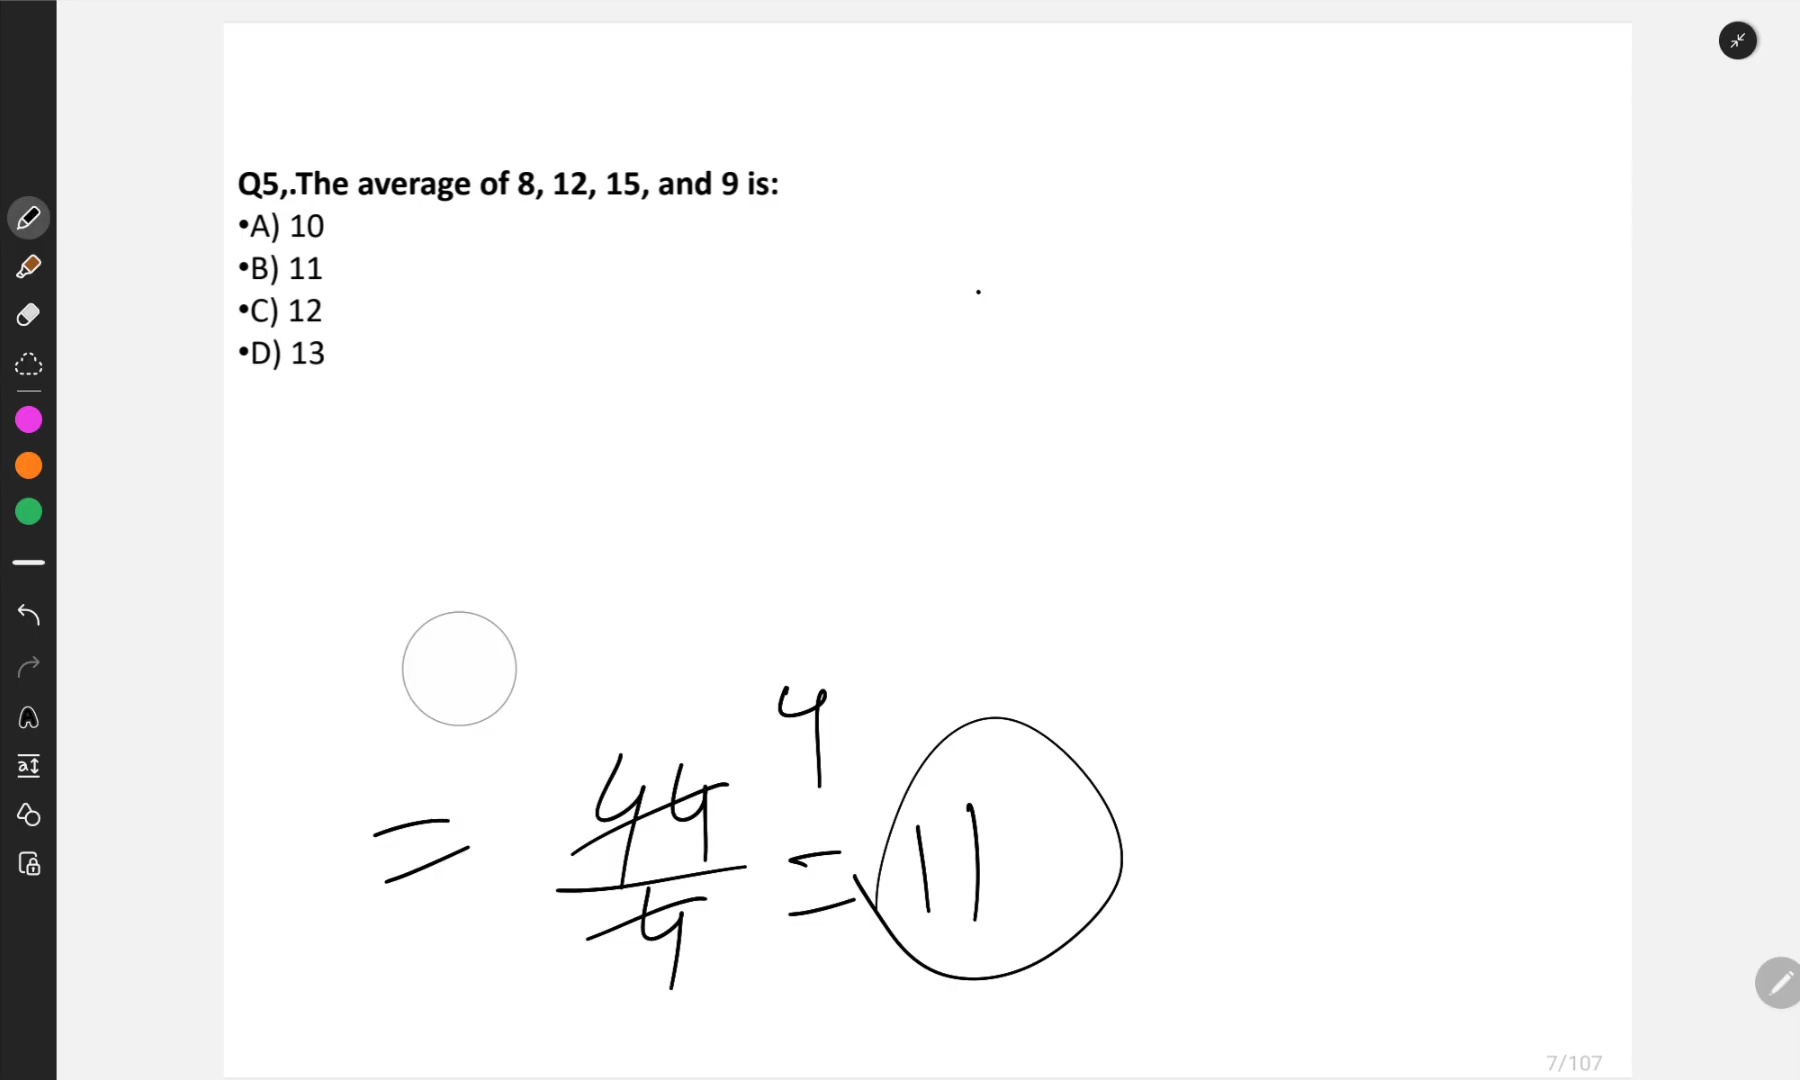 Q5,.The average of 8, 12, 15, and 9 is:
•A) 10
•B) 11
•C) 12
•D) 13
4
= 44/4 = 11
7/107